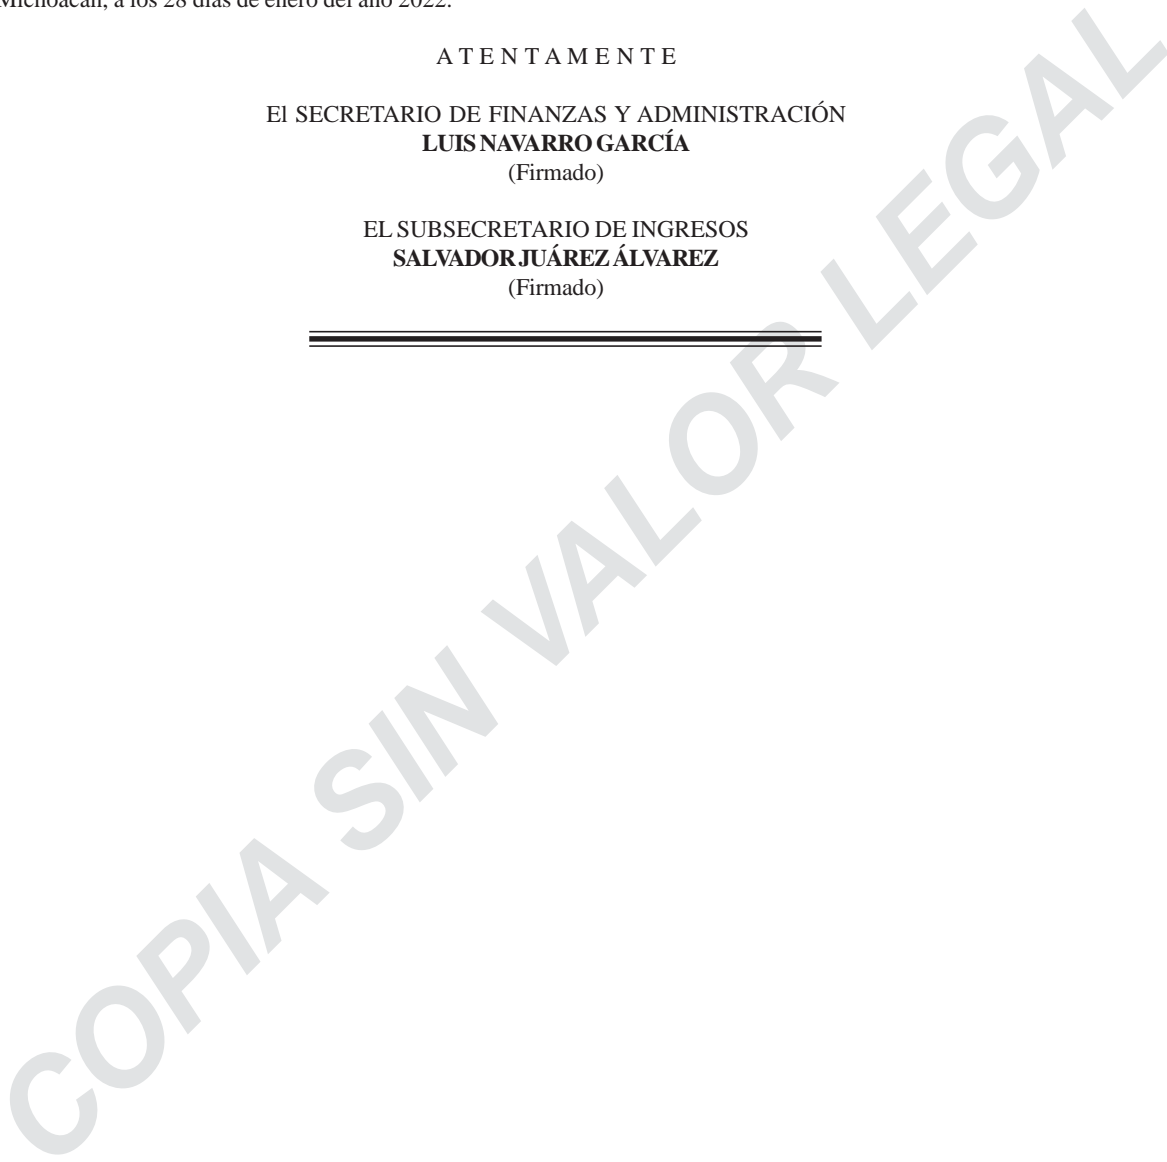 Michoacán, a los 28 días de enero del año 2022.
A T E N T A M E N T E
El SECRETARIO DE FINANZAS Y ADMINISTRACIÓN
LUIS NAVARRO GARCÍA
(Firmado)
EL SUBSECRETARIO DE INGRESOS
SALVADOR JUÁREZ ÁLVAREZ
(Firmado)
COPIA SIN VALOR LEGAL